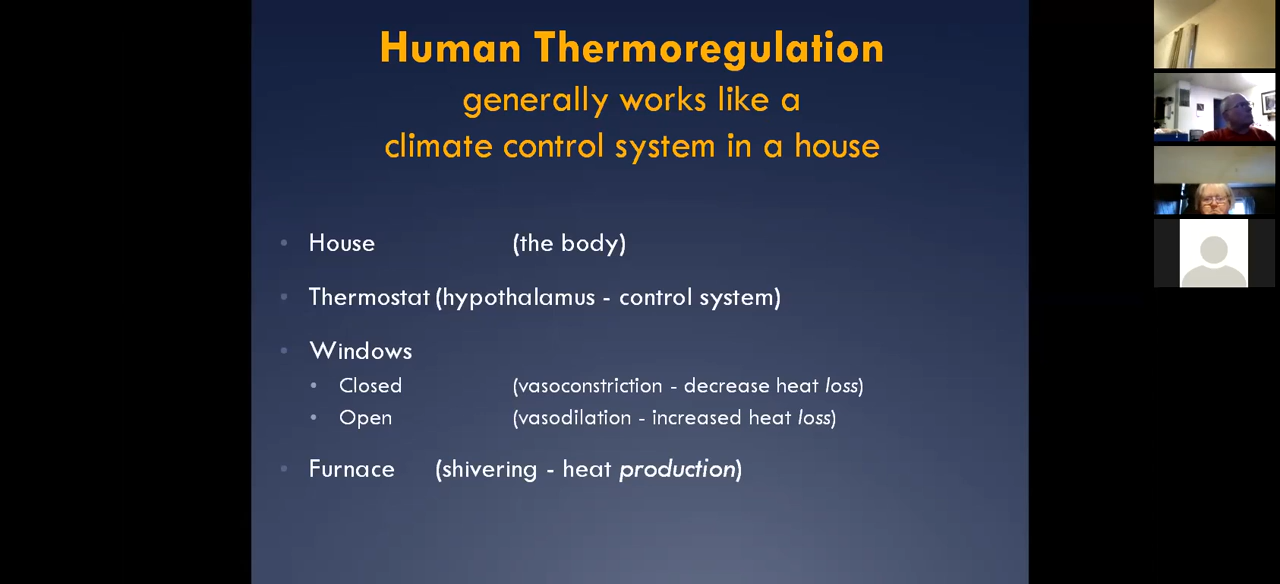 Human Thermoregulation
generally works like a
climate control system in a house
• House (the body)
• Thermostat (hypothalamus - control system)
• Windows
• Closed (vasoconstriction - decrease heat loss)
• Open (vasodilation - increased heat loss)
• Furnace (shivering - heat production)